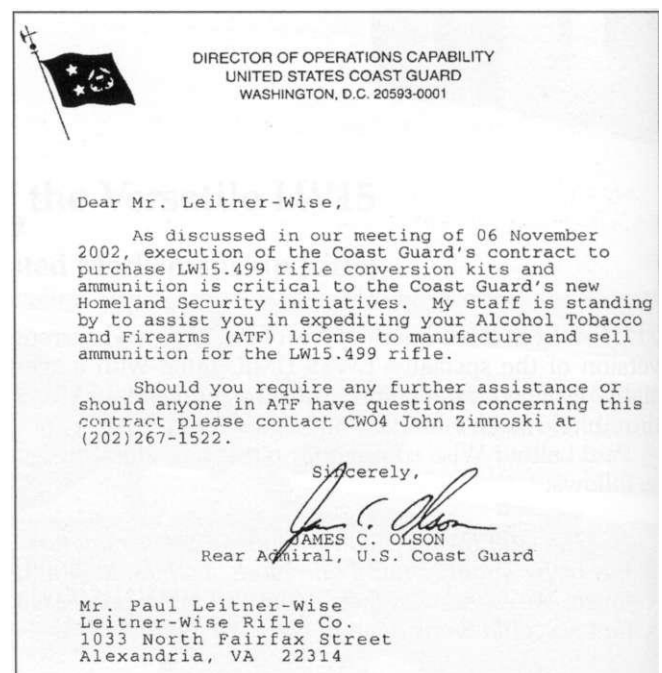 DIRECTOR OF OPERATIONS CAPABILITY
UNITED STATES COAST GUARD
WASHINGTON, D.C. 20593-0001
Dear Mr. Leitner-Wise,
As discussed in our meeting of 06 November
2002, execution of the Coast Guard's contract to
purchase LW15.499 rifle conversion kits and
ammunition is critical to the Coast Guard's new
Homeland Security initiatives. My staff is standing
by to assist you in expediting your Alcohol Tobacco
and Firearms (ATF) license to manufacture and sell
ammunition for the LW15.499 rifle.
Should you require any further assistance or
should anyone in ATF have questions concerning this
contract please contact CWO4 John Zimnoski at
(202)267-1522.
Sincerely,
James C. Olson
JAMES C. OLSON
Rear Admiral, U.S. Coast Guard
Mr. Paul Leitner-Wise
Leitner-Wise Rifle Co.
1033 North Fairfax Street
Alexandria, VA 22314